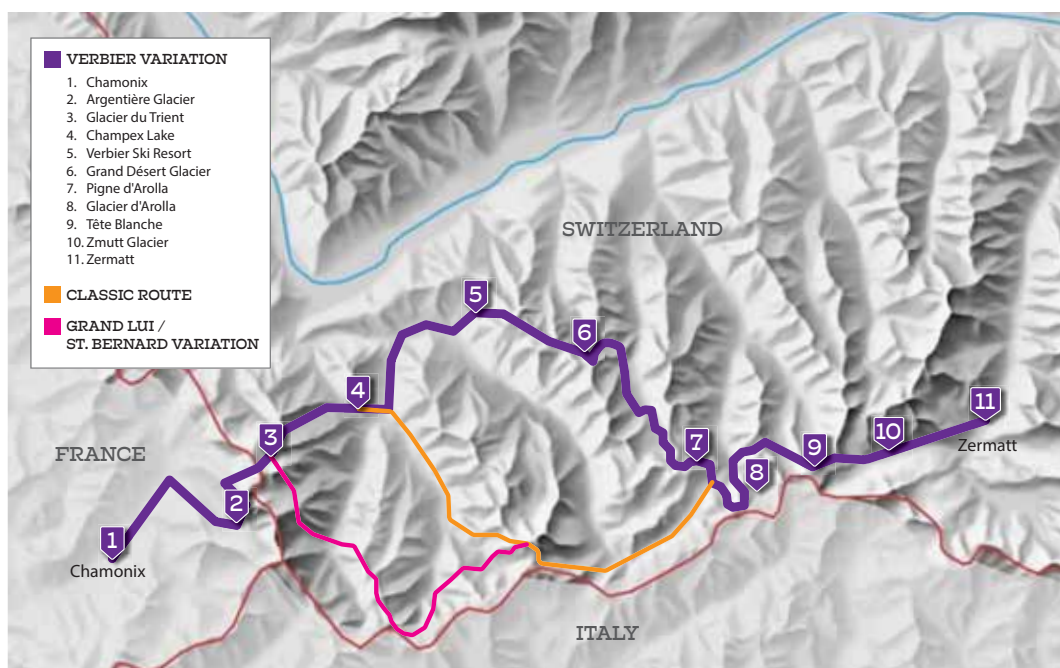 VERBIER VARIATION
1. Chamonix
2. Argentière Glacier
3. Glacier du Trient
4. Champex Lake
5. Verbier Ski Resort
6. Grand Désert Glacier
7. Pigne d'Arolla
8. Glacier d'Arolla
9. Tête Blanche
10. Zmutt Glacier
11. Zermatt
CLASSIC ROUTE
GRAND LUI /
ST. BERNARD VARIATION
SWITZERLAND
5
6
4
11
3
10
Zermatt
7
9
FRANCE
8
2
1
Chamonix
ITALY